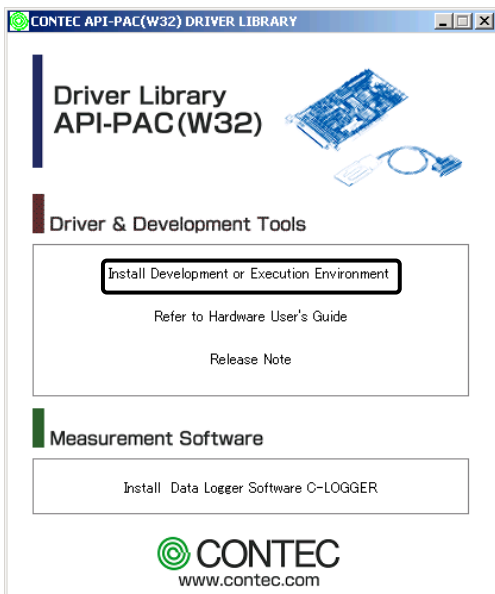 CONTEC API-PAC(W32) DRIVER LIBRARY
Driver Library
API-PAC(W32)
Driver & Development Tools
Install Development or Execution Environment
Refer to Hardware User's Guide
Release Note
Measurement Software
Install Data Logger Software C-LOGGER
CONTEC
www.contec.com